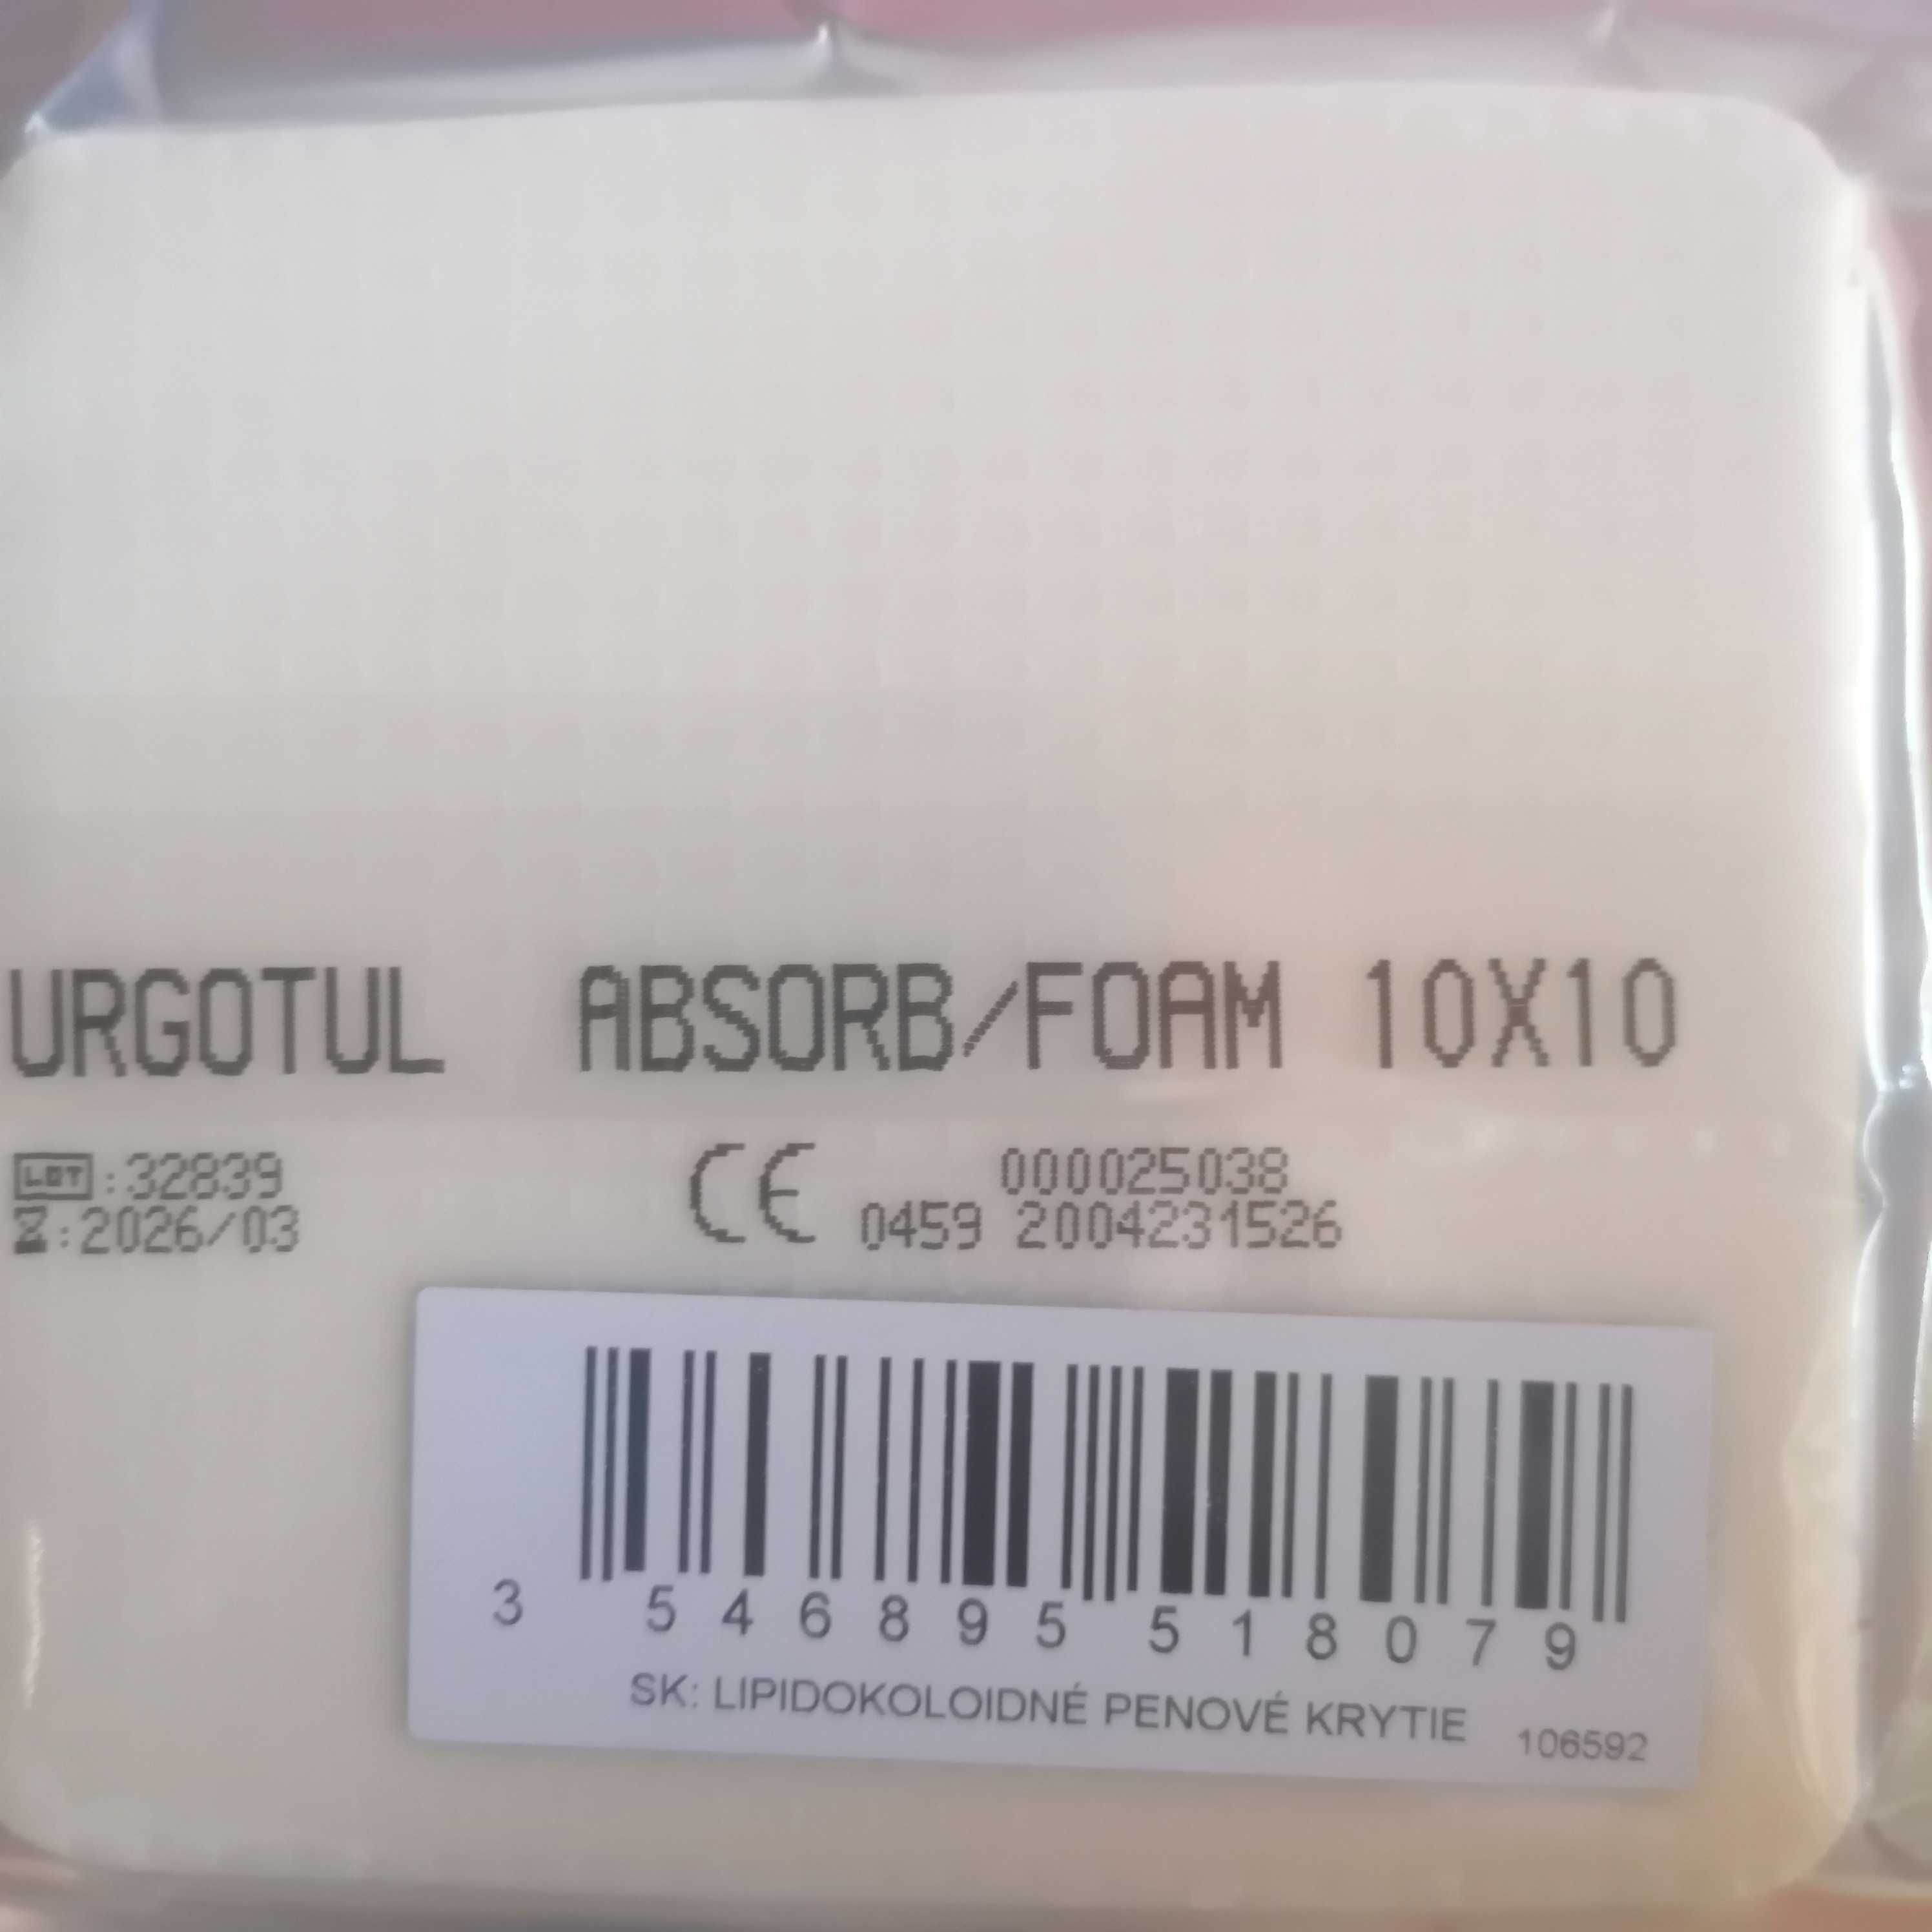 URGOTUL ABSORB/FOAM 10X10
LOT:32839
000025038
:2026/03
CE 0459 2004231526
3 546895 518079
SK: LIPIDOKOLOIDNÉ PENOVÉ KRYTIE 106592